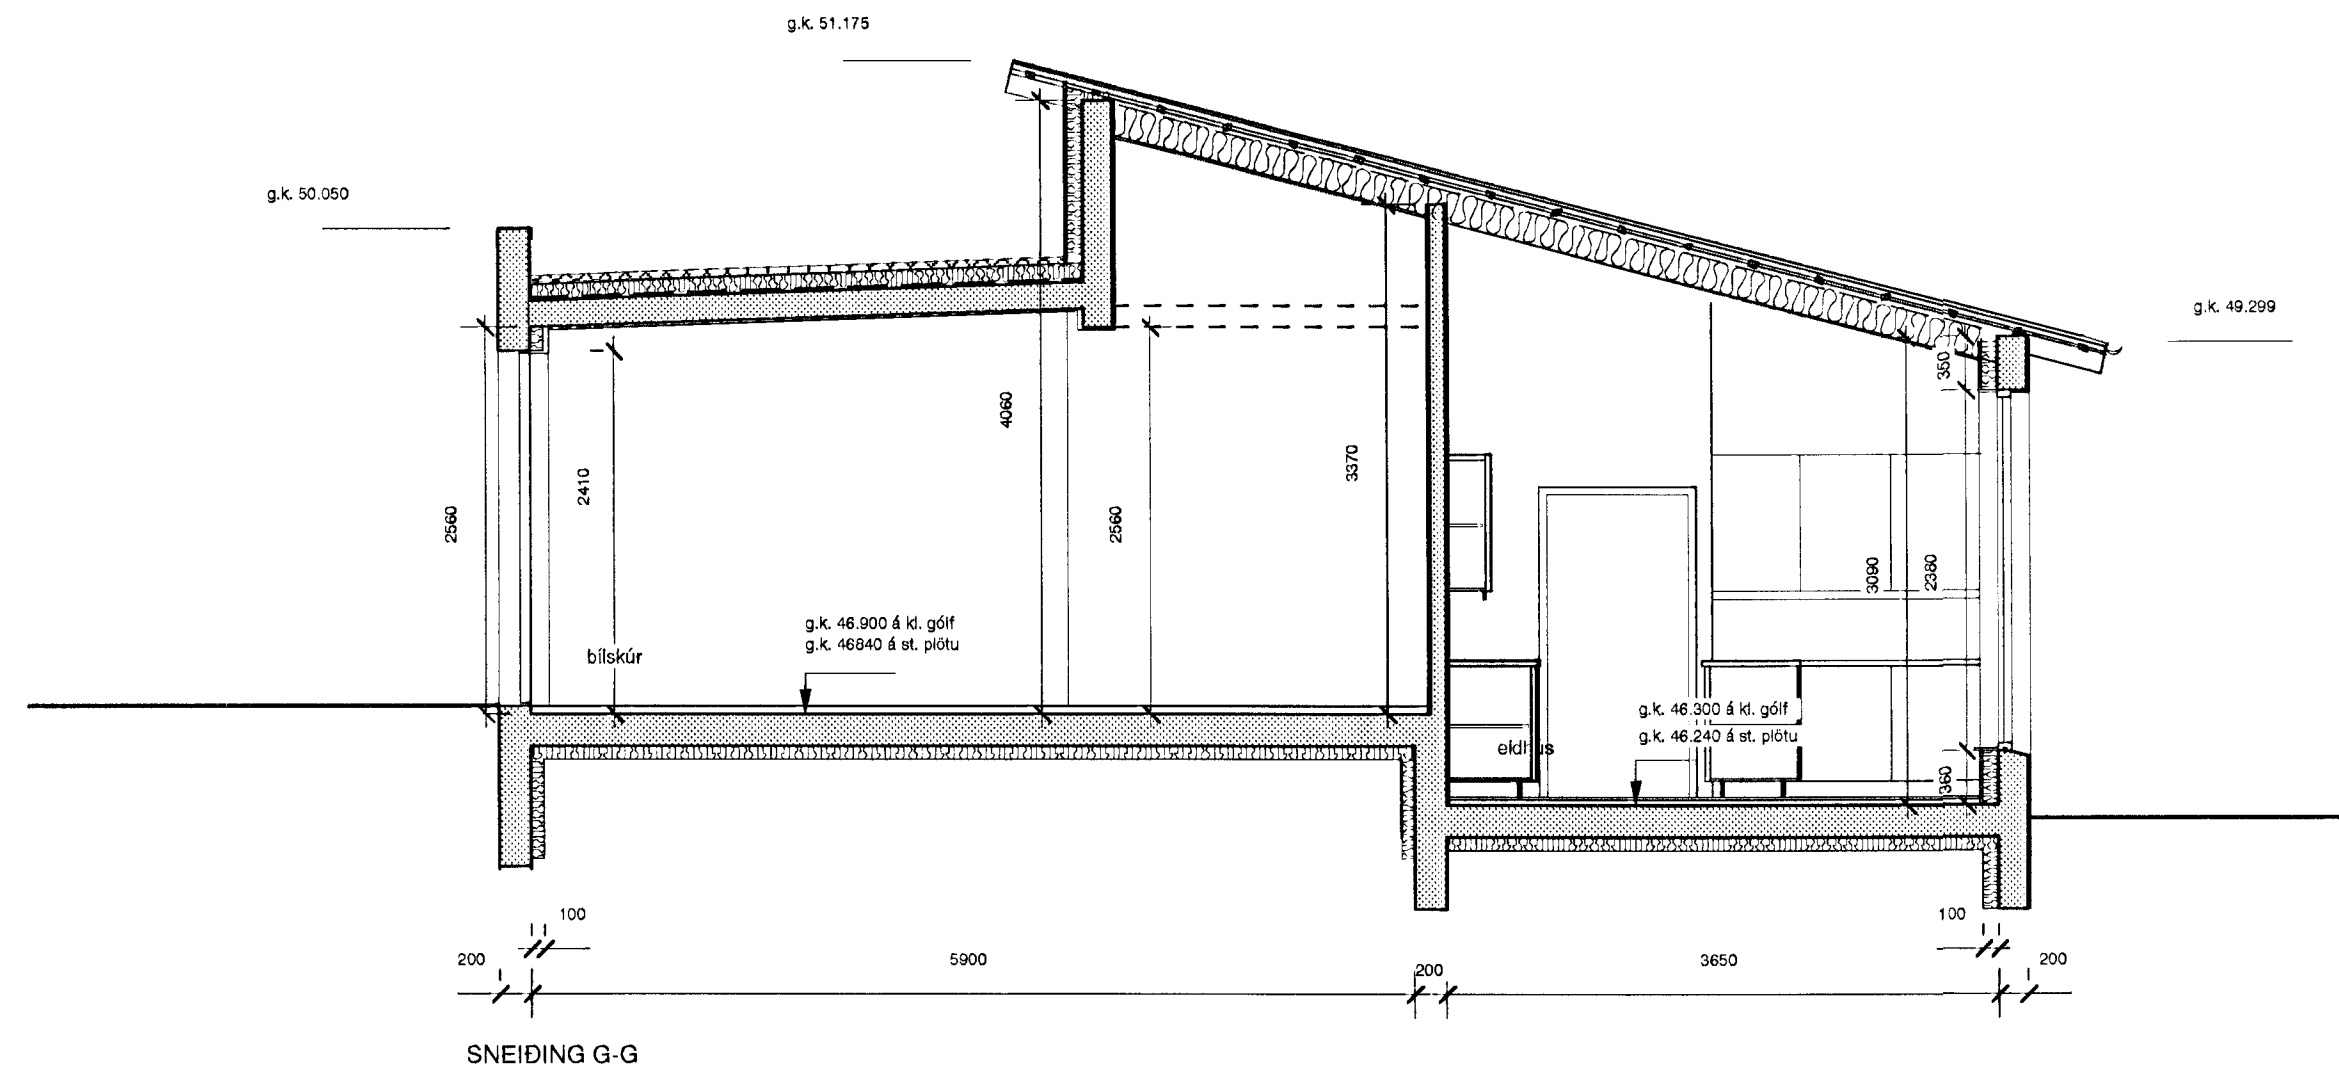 g.k. 51.175
g.k. 50.050
g.k. 49.299
350
4060
3370
2410
2560
2560
3090
2380
g.k. 46.900 á kl. gólf
g.k. 46840 á st. plötu
bílskúr
g.k. 46.300 á kl. gólf
g.k. 46.240 á st. plötu
eldhús
360
100
100
200
5900
200
3650
200
SNEIÐING G-G